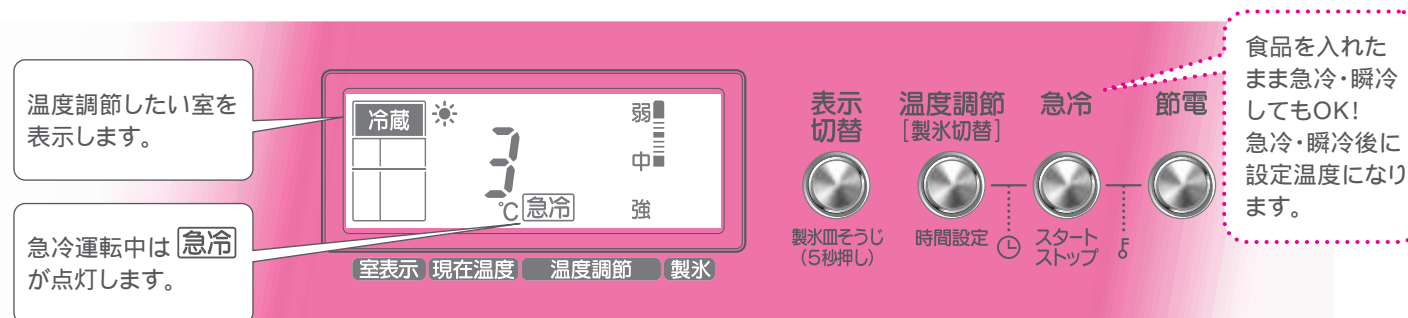 温度調節したい室を
表示します。
急冷運転中は 急冷
が点灯します。
冷蔵
3
℃ 急冷
弱
中
強
室表示 現在温度 温度調節 製氷
表示
切替
製氷皿そうじ
(5秒押し)
温度調節
[製氷切替]
時間設定
急冷
スタート
ストップ
節電
食品を入れた
まま急冷・瞬冷
してもOK!
急冷・瞬冷後に
設定温度になり
ます。